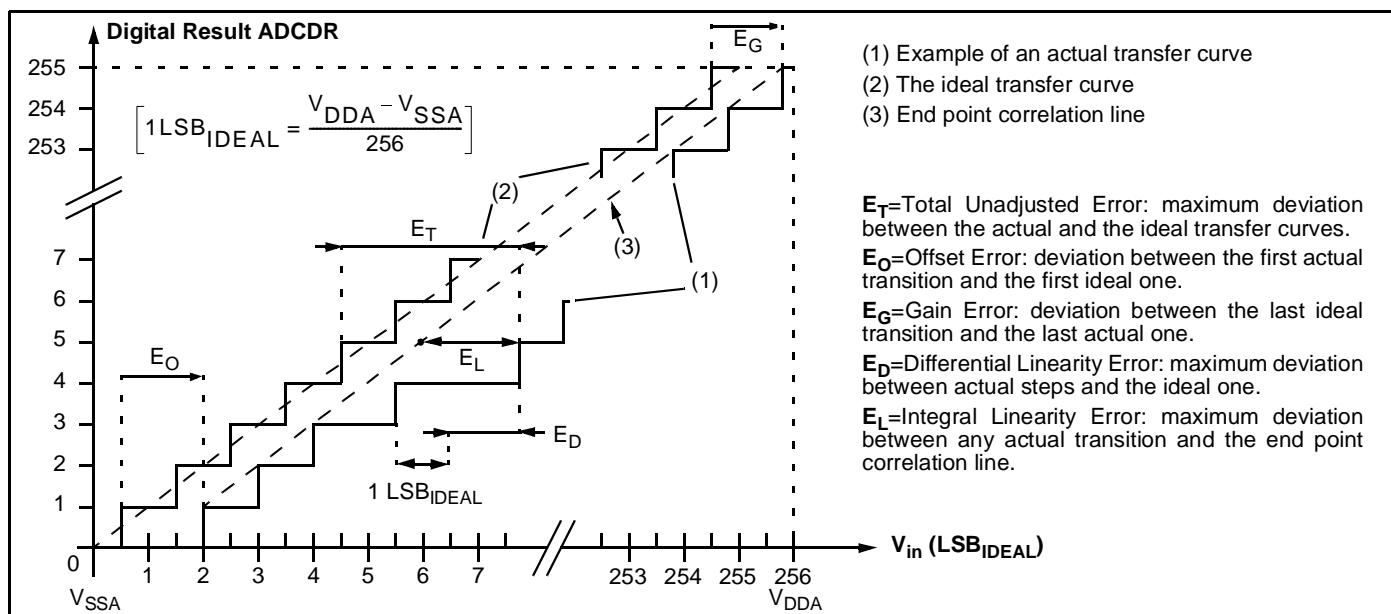 Digital Result ADCDR
E_G
255
254
253
[1LSB_IDEAL = (V_DDA − V_SSA) / 256]
(2)
(3)
(1)
E_T
7
6
5
4
3
2
1
0
E_O
E_L
E_D
1 LSB_IDEAL
1 2 3 4 5 6 7 253 254 255 256
V_in (LSB_IDEAL)
V_SSA V_DDA
(1) Example of an actual transfer curve
(2) The ideal transfer curve
(3) End point correlation line
E_T=Total Unadjusted Error: maximum deviation
between the actual and the ideal transfer curves.
E_O=Offset Error: deviation between the first actual
transition and the first ideal one.
E_G=Gain Error: deviation between the last ideal
transition and the last actual one.
E_D=Differential Linearity Error: maximum deviation
between actual steps and the ideal one.
E_L=Integral Linearity Error: maximum deviation
between any actual transition and the end point
correlation line.